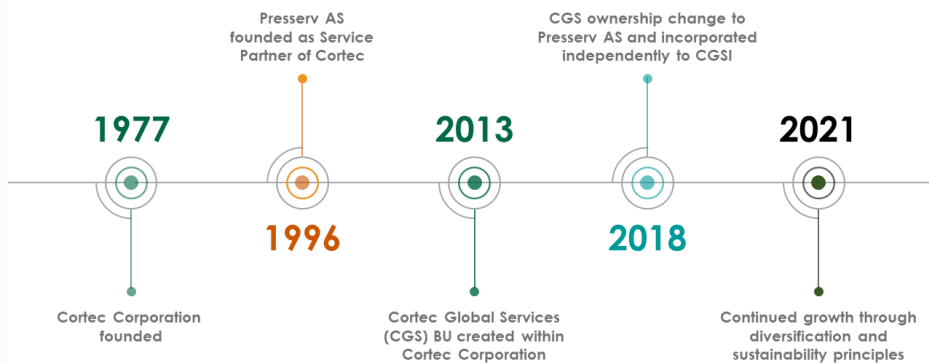 Presserv AS
founded as Service
Partner of Cortec
CGS ownership change to
Presserv AS and incorporated
independently to CGSI
1977
2013
2021
1996
2018
Cortec Corporation
founded
Cortec Global Services
(CGS) BU created within
Cortec Corporation
Continued growth through
diversification and
sustainability principles